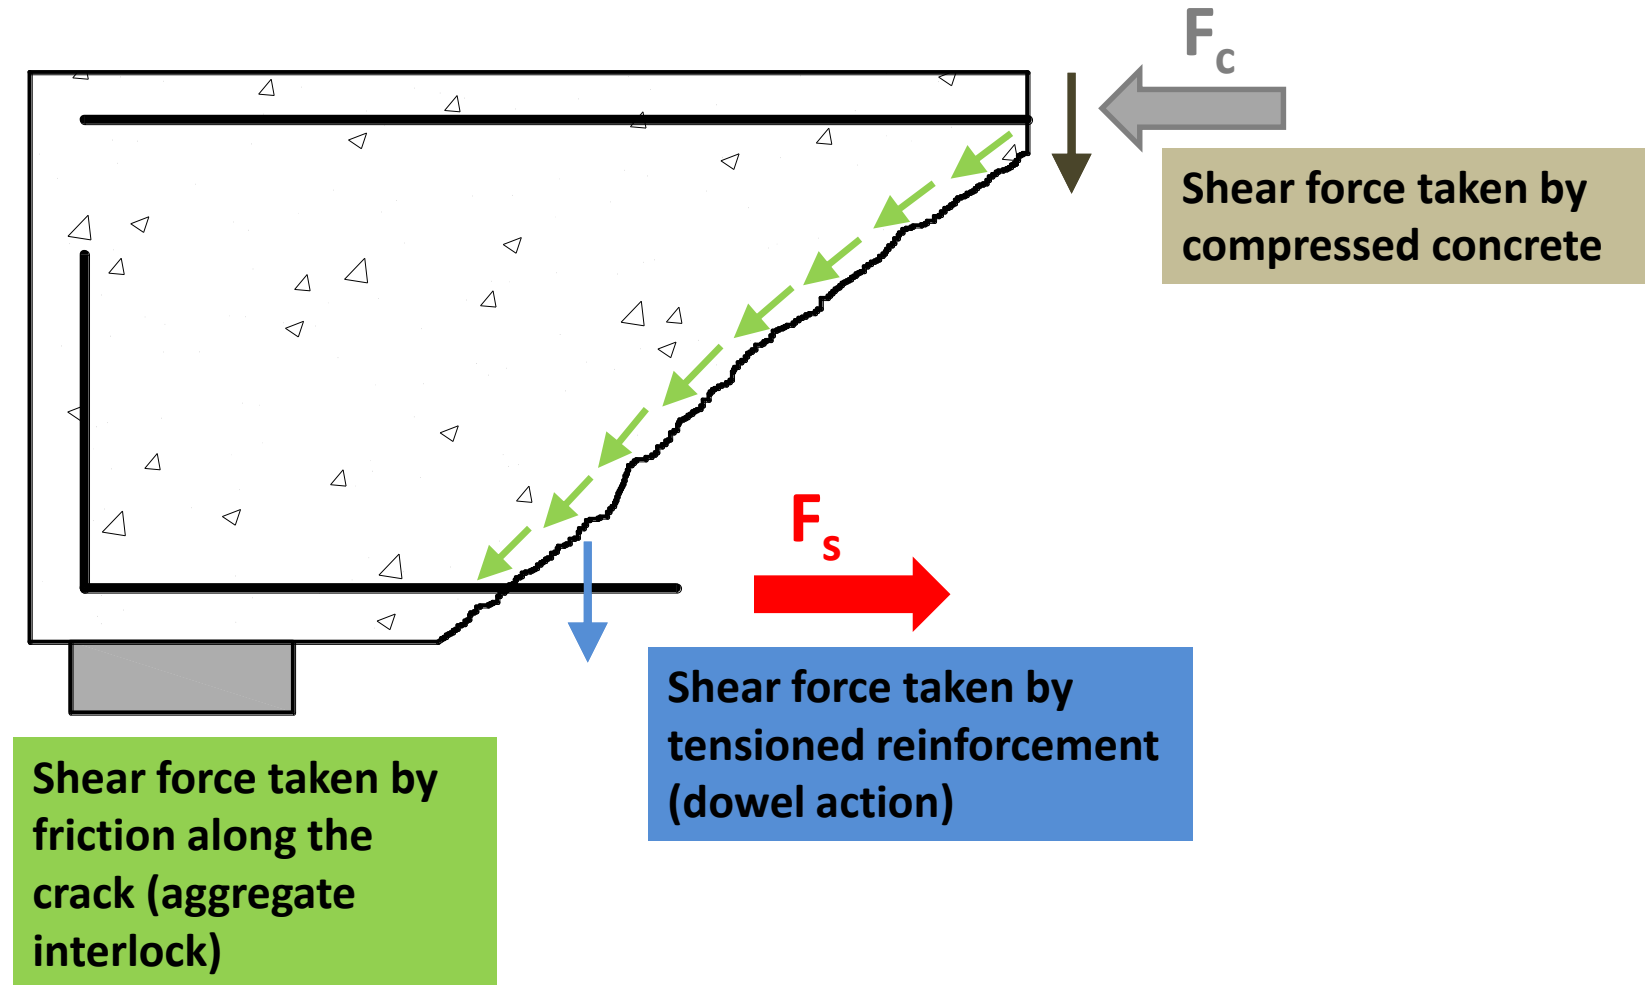 Fc
Shear force taken by
compressed concrete
Fs
Shear force taken by
tensioned reinforcement
(dowel action)
Shear force taken by
friction along the
crack (aggregate
interlock)